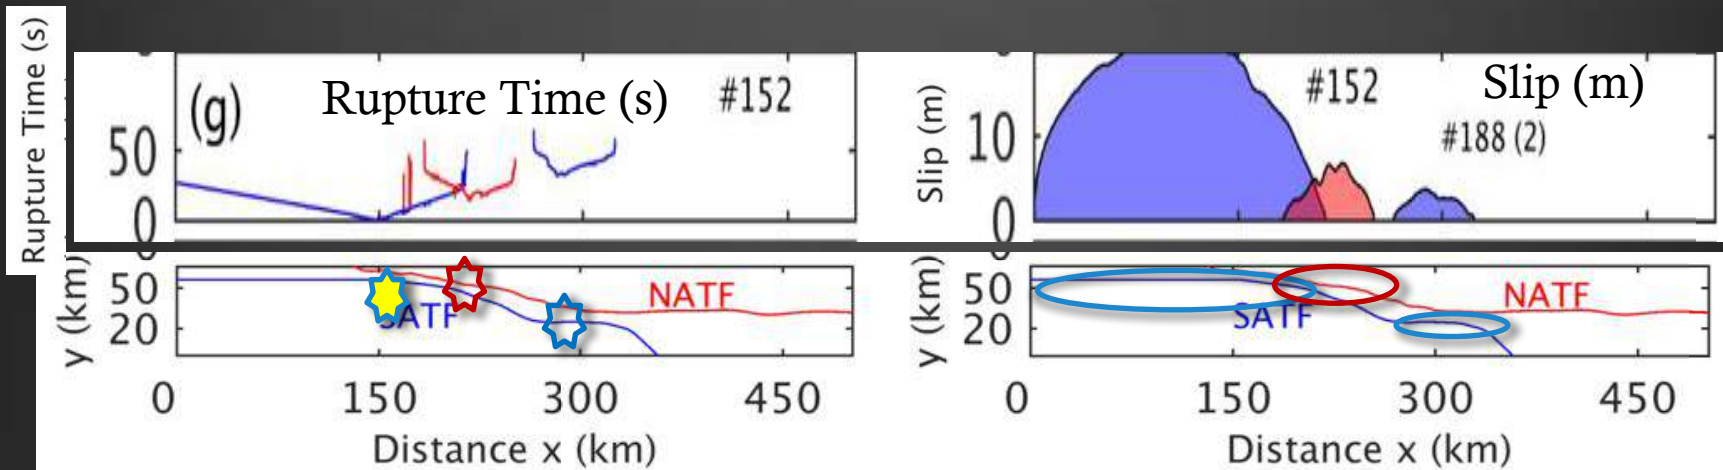 Rupture Time (s)
(g)
Rupture Time (s)
#152
50
0
Slip (m)
10
0
#152
Slip (m)
#188 (2)
y (km)
50
20
SATF
NATF
0
150
300
450
Distance x (km)
y (km)
50
20
SATF
NATF
0
150
300
450
Distance x (km)